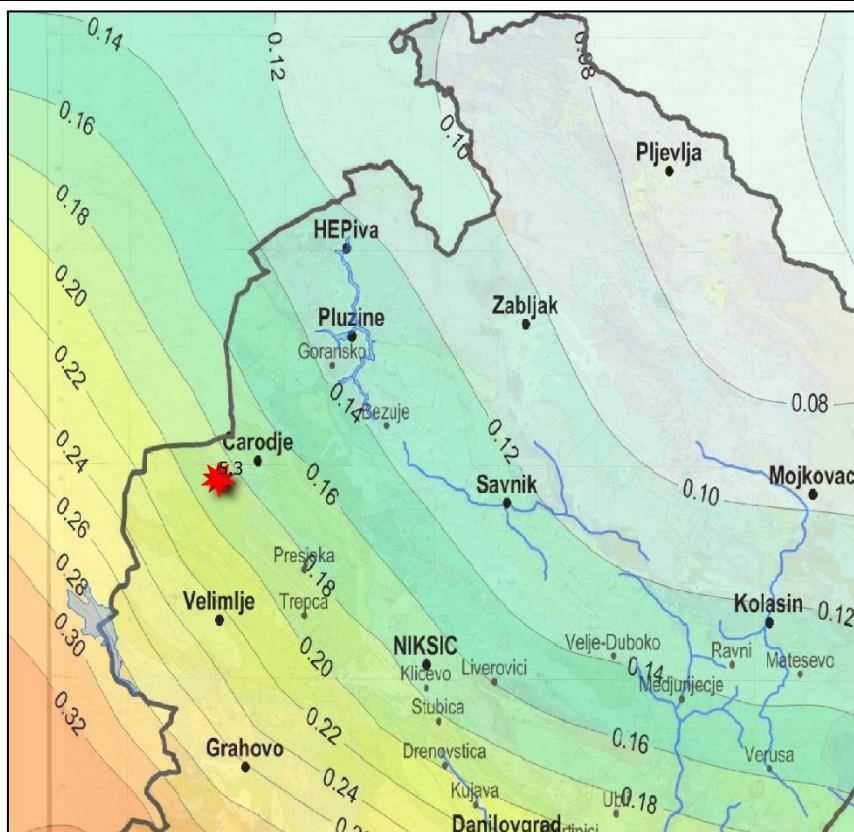 0.14
0.12
0.08
0.16
0.10
Pljevlja
0.18
HEPiva
0.20
Zabljak
Pluzine
Goransko
0.22
0.14
Bezuje
0.08
0.12
Carodje
5.3
0.24
0.16
Savnik
0.10
Mojkovac
0.26
Presjeka
0.18
0.28
Velimlje
Trepca
Kolasin
0.12
0.30
0.20
NIKSIC
Klicevo
Liverovici
Velje-Duboko
Ravni
Matesevo
0.14
Medjurijecje
0.32
0.22
Stubica
0.16
Grahovo
Drenovstica
Verusa
0.24
Kujava
0.18
Danilovgrad